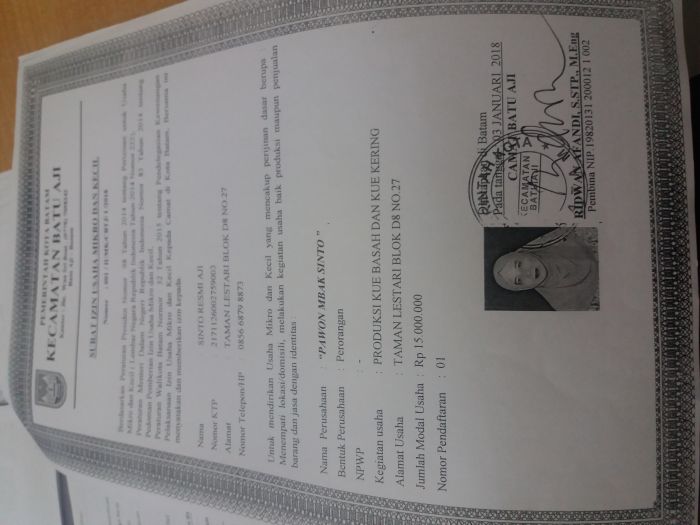 PEMERINTAH KOTA BATAM
KECAMATAN BATU AJI
Batu Aji Batam
SURAT IZIN USAHA MIKRO DAN KECIL
Nomor
Berdasarkan Peraturan Presiden Nomor 98 Tahun 2014 tentang Perizinan untuk Usaha
Mikro dan Kecil ( Lembar Negara Republik Indonesia Tahun 2014 Nomor 222),
Peraturan Menteri Dalam Negeri Republik Indonesia Nomor 83 Tahun 2014 tentang
Pedoman Pemberian Izin Usaha Mikro dan Kecil,
Peraturan Walikota Batam Nomor 32 Tahun 2015 tentang Pendelegasian Kewenangan
Pelaksanaan Izin Usaha Mikro dan Kecil Kepada Camat di Kota Batam, Bersama ini
menyatakan dan memberikan izin kepada
Nama : SINTO RESMI AJI
Nomor KTP : 2171126002759003
Alamat : TAMAN LESTARI BLOK D8 NO.27
Nomor Telepon/HP : 0856 6879 8873
Untuk mendirikan Usaha Mikro dan Kecil yang mencakup perijinan dasar berupa :
Menempati lokasi/domisili, melakukan kegiatan usaha baik produksi maupun penjualan
barang dan jasa dengan identitas :
Nama Perusahaan : "PAWON MBAK SINTO"
Bentuk Perusahaan : Perorangan
NPWP : -
Kegiatan usaha : PRODUKSI KUE BASAH DAN KUE KERING
Alamat Usaha : TAMAN LESTARI BLOK D8 NO.27
Jumlah Modal Usaha : Rp 15.000.000
Nomor Pendaftaran : 01
Batam
Pada tanggal 03 JANUARI 2018
CAMAT BATU AJI
KECAMATAN
BATU AJI
RIDWAN AFANDI, S.STP., M.Eng
Pembina NIP. 19820131 200012 1 002